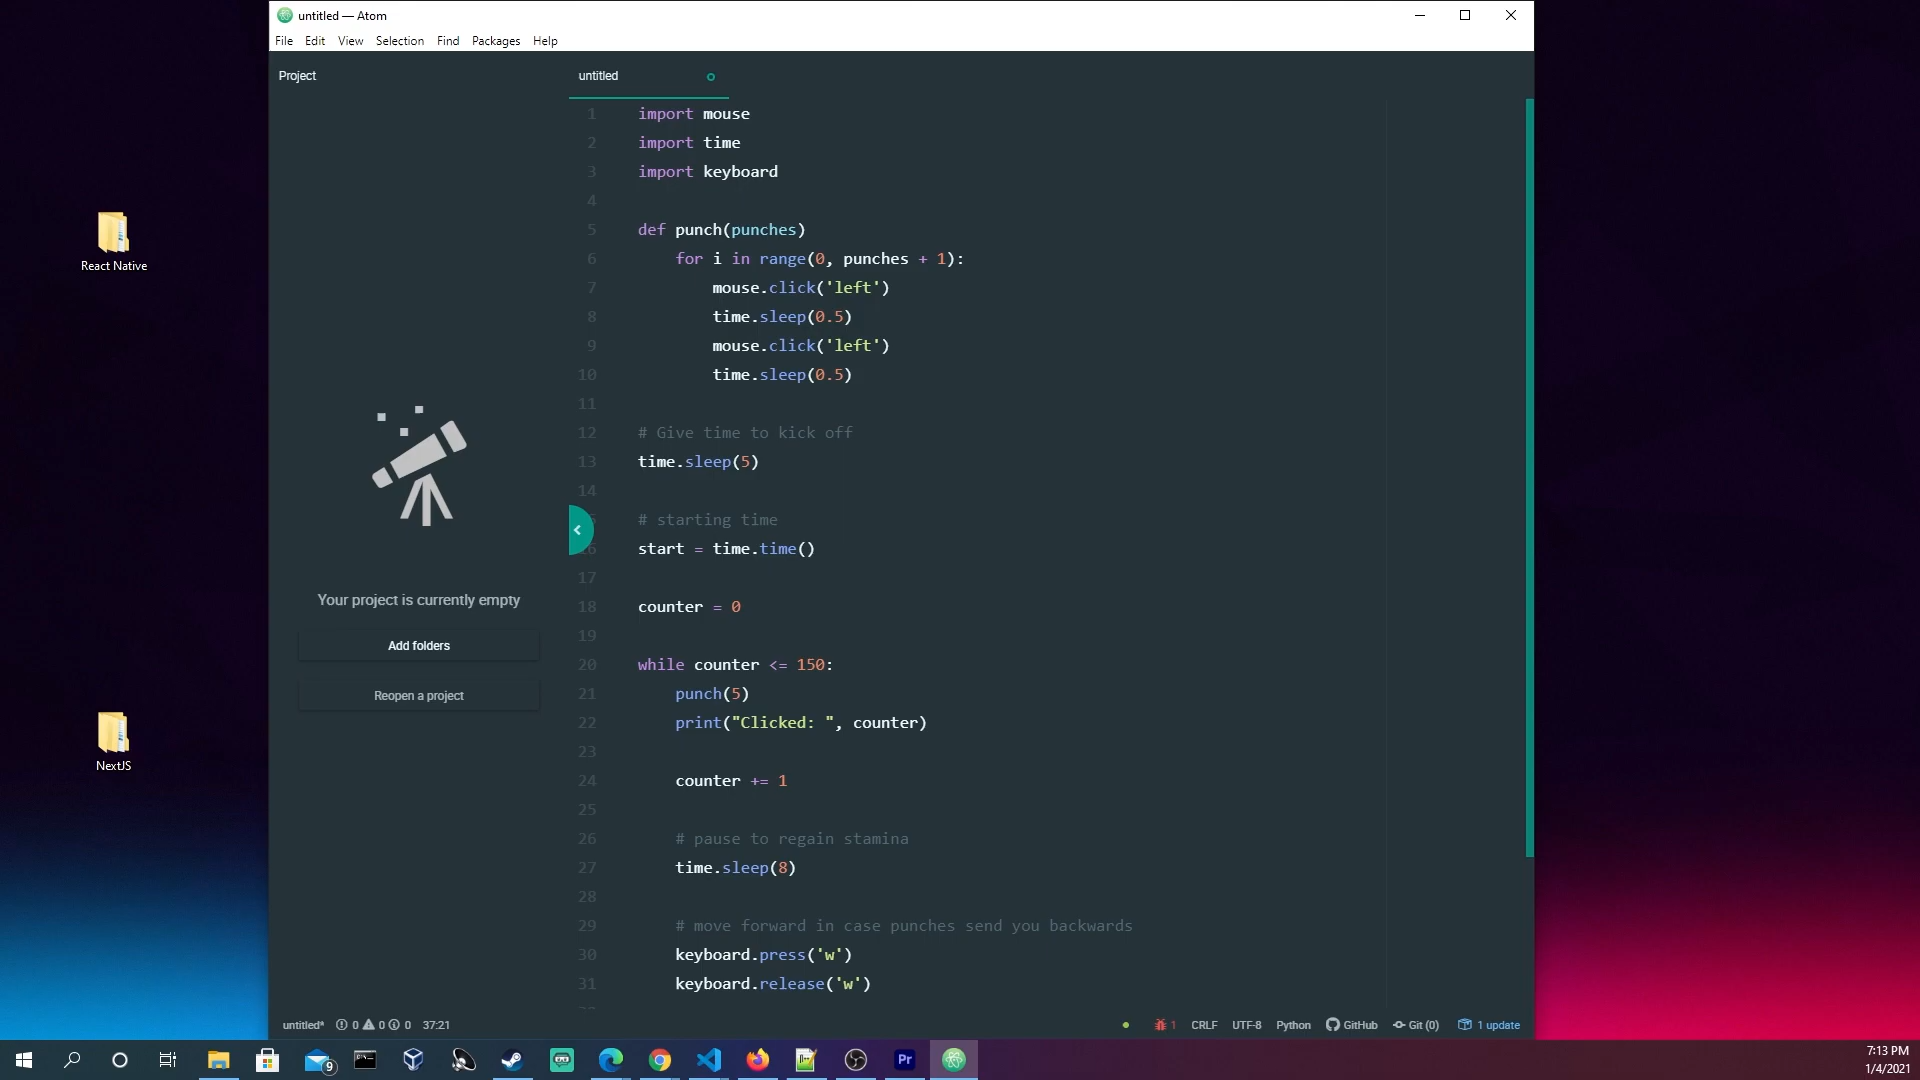 untitled — Atom
File Edit View Selection Find Packages Help
Project
untitled
1 import mouse
2 import time
3 import keyboard
4
5 def punch(punches)
6 for i in range(0, punches + 1):
7 mouse.click('left')
8 time.sleep(0.5)
9 mouse.click('left')
10 time.sleep(0.5)
11
12 # Give time to kick off
13 time.sleep(5)
14
# starting time
16 start = time.time()
17
18 counter = 0
19
20 while counter <= 150:
21 punch(5)
22 print("Clicked: ", counter)
23
24 counter += 1
25
26 # pause to regain stamina
27 time.sleep(8)
28
29 # move forward in case punches send you backwards
30 keyboard.press('w')
31 keyboard.release('w')
React Native
NextJS
Your project is currently empty
Add folders
Reopen a project
untitled* 0 0 0 37:21 1 CRLF UTF-8 Python GitHub Git (0) 1 update
9
Pr
7:13 PM
1/4/2021